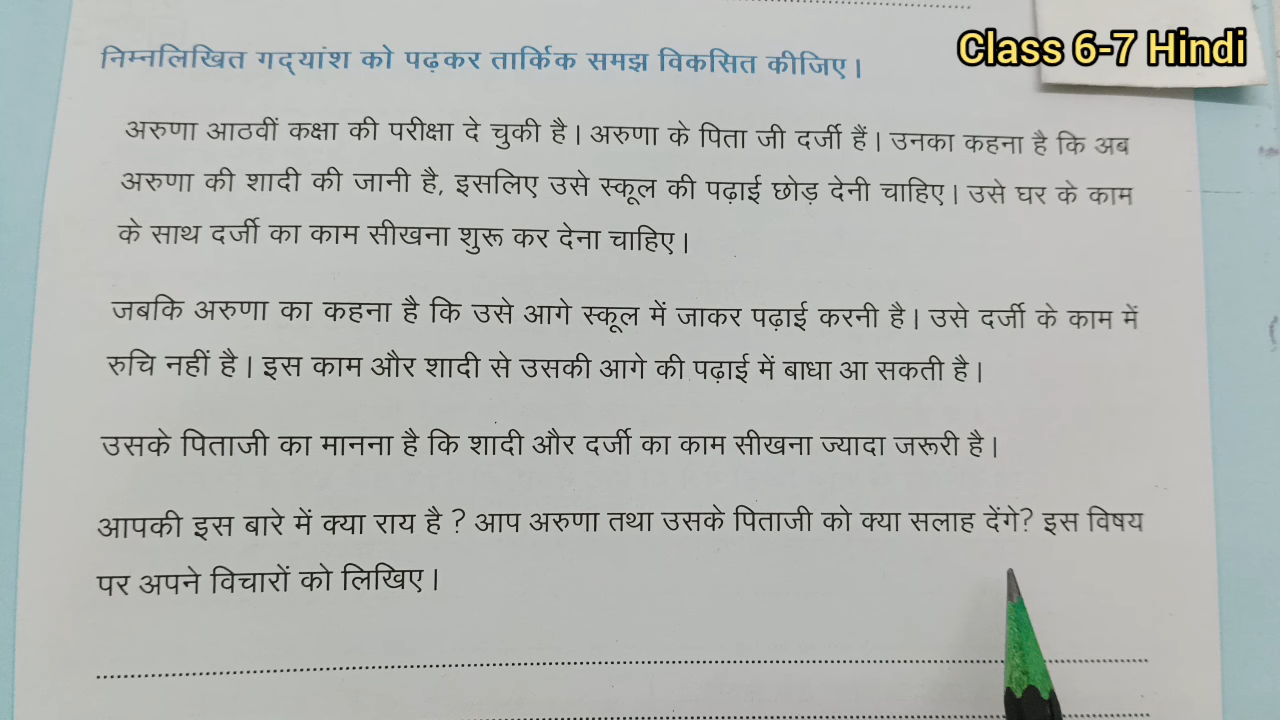 Class 6-7 Hindi
निम्नलिखित गद्यांश को पढ़कर तार्किक समझ विकसित कीजिए।
अरुणा आठवीं कक्षा की परीक्षा दे चुकी है। अरुणा के पिता जी दर्जी हैं। उनका कहना है कि अब
अरुणा की शादी की जानी है, इसलिए उसे स्कूल की पढ़ाई छोड़ देनी चाहिए। उसे घर के काम
के साथ दर्जी का काम सीखना शुरू कर देना चाहिए।
जबकि अरुणा का कहना है कि उसे आगे स्कूल में जाकर पढ़ाई करनी है। उसे दर्जी के काम में
रुचि नहीं है। इस काम और शादी से उसकी आगे की पढ़ाई में बाधा आ सकती है।
उसके पिताजी का मानना है कि शादी और दर्जी का काम सीखना ज्यादा जरूरी है।
आपकी इस बारे में क्या राय है ? आप अरुणा तथा उसके पिताजी को क्या सलाह देंगे? इस विषय
पर अपने विचारों को लिखिए।